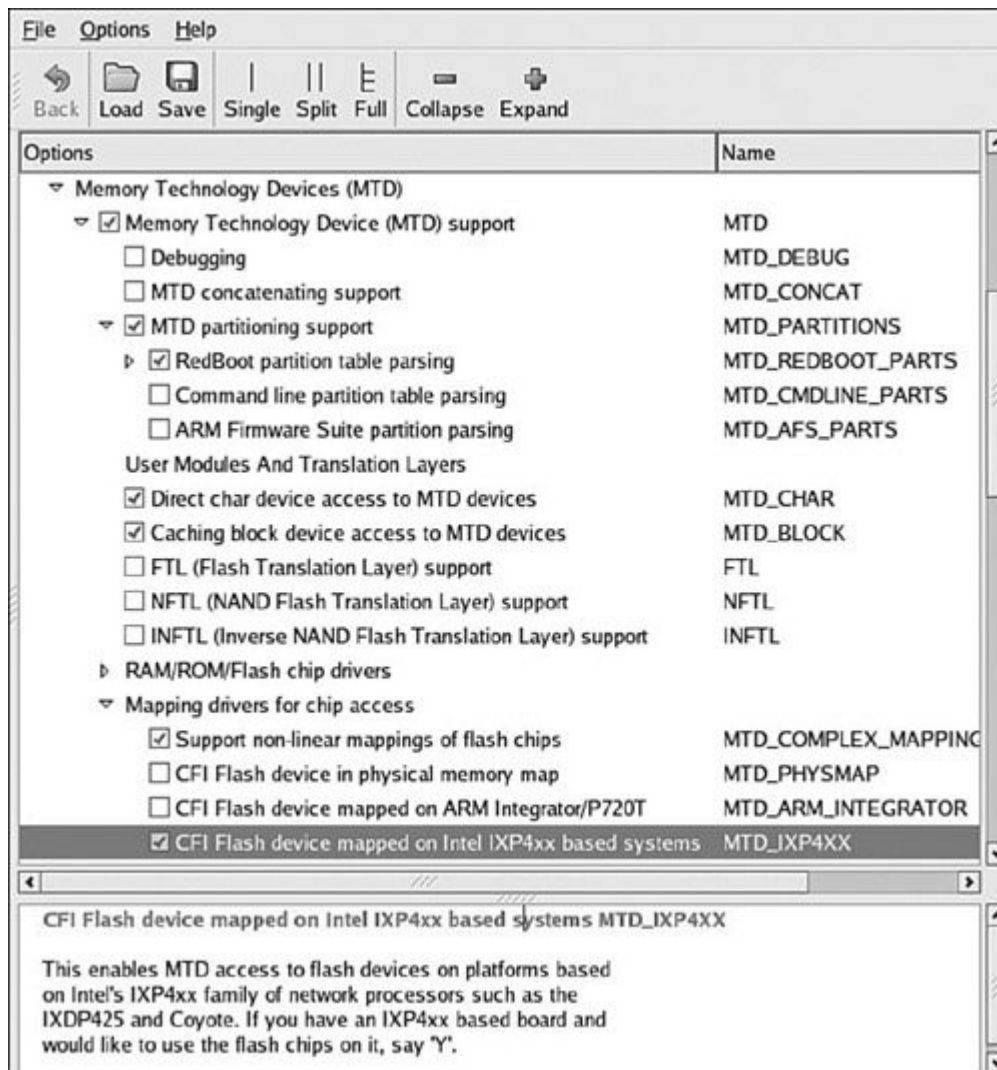 File Options Help
Back Load Save Single Split Full Collapse Expand
Options Name
Memory Technology Devices (MTD)
Memory Technology Device (MTD) support MTD
Debugging MTD_DEBUG
MTD concatenating support MTD_CONCAT
MTD partitioning support MTD_PARTITIONS
RedBoot partition table parsing MTD_REDBOOT_PARTS
Command line partition table parsing MTD_CMDLINE_PARTS
ARM Firmware Suite partition parsing MTD_AFS_PARTS
User Modules And Translation Layers
Direct char device access to MTD devices MTD_CHAR
Caching block device access to MTD devices MTD_BLOCK
FTL (Flash Translation Layer) support FTL
NFTL (NAND Flash Translation Layer) support NFTL
INFTL (Inverse NAND Flash Translation Layer) support INFTL
RAM/ROM/Flash chip drivers
Mapping drivers for chip access
Support non-linear mappings of flash chips MTD_COMPLEX_MAPPING
CFI Flash device in physical memory map MTD_PHYSMAP
CFI Flash device mapped on ARM Integrator/P720T MTD_ARM_INTEGRATOR
CFI Flash device mapped on Intel IXP4xx based systems MTD_IXP4XX
CFI Flash device mapped on Intel IXP4xx based systems MTD_IXP4XX
This enables MTD access to flash devices on platforms based
on Intel's IXP4xx family of network processors such as the
IXDP425 and Coyote. If you have an IXP4xx based board and
would like to use the flash chips on it, say 'Y'.